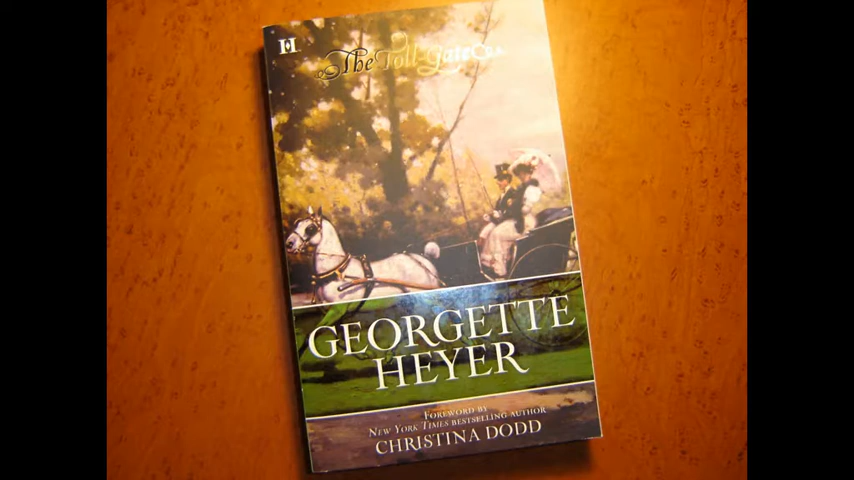 H
The Toll-Gate
GEORGETTE
HEYER
FOREWORD BY
NEW YORK TIMES BESTSELLING AUTHOR
CHRISTINA DODD